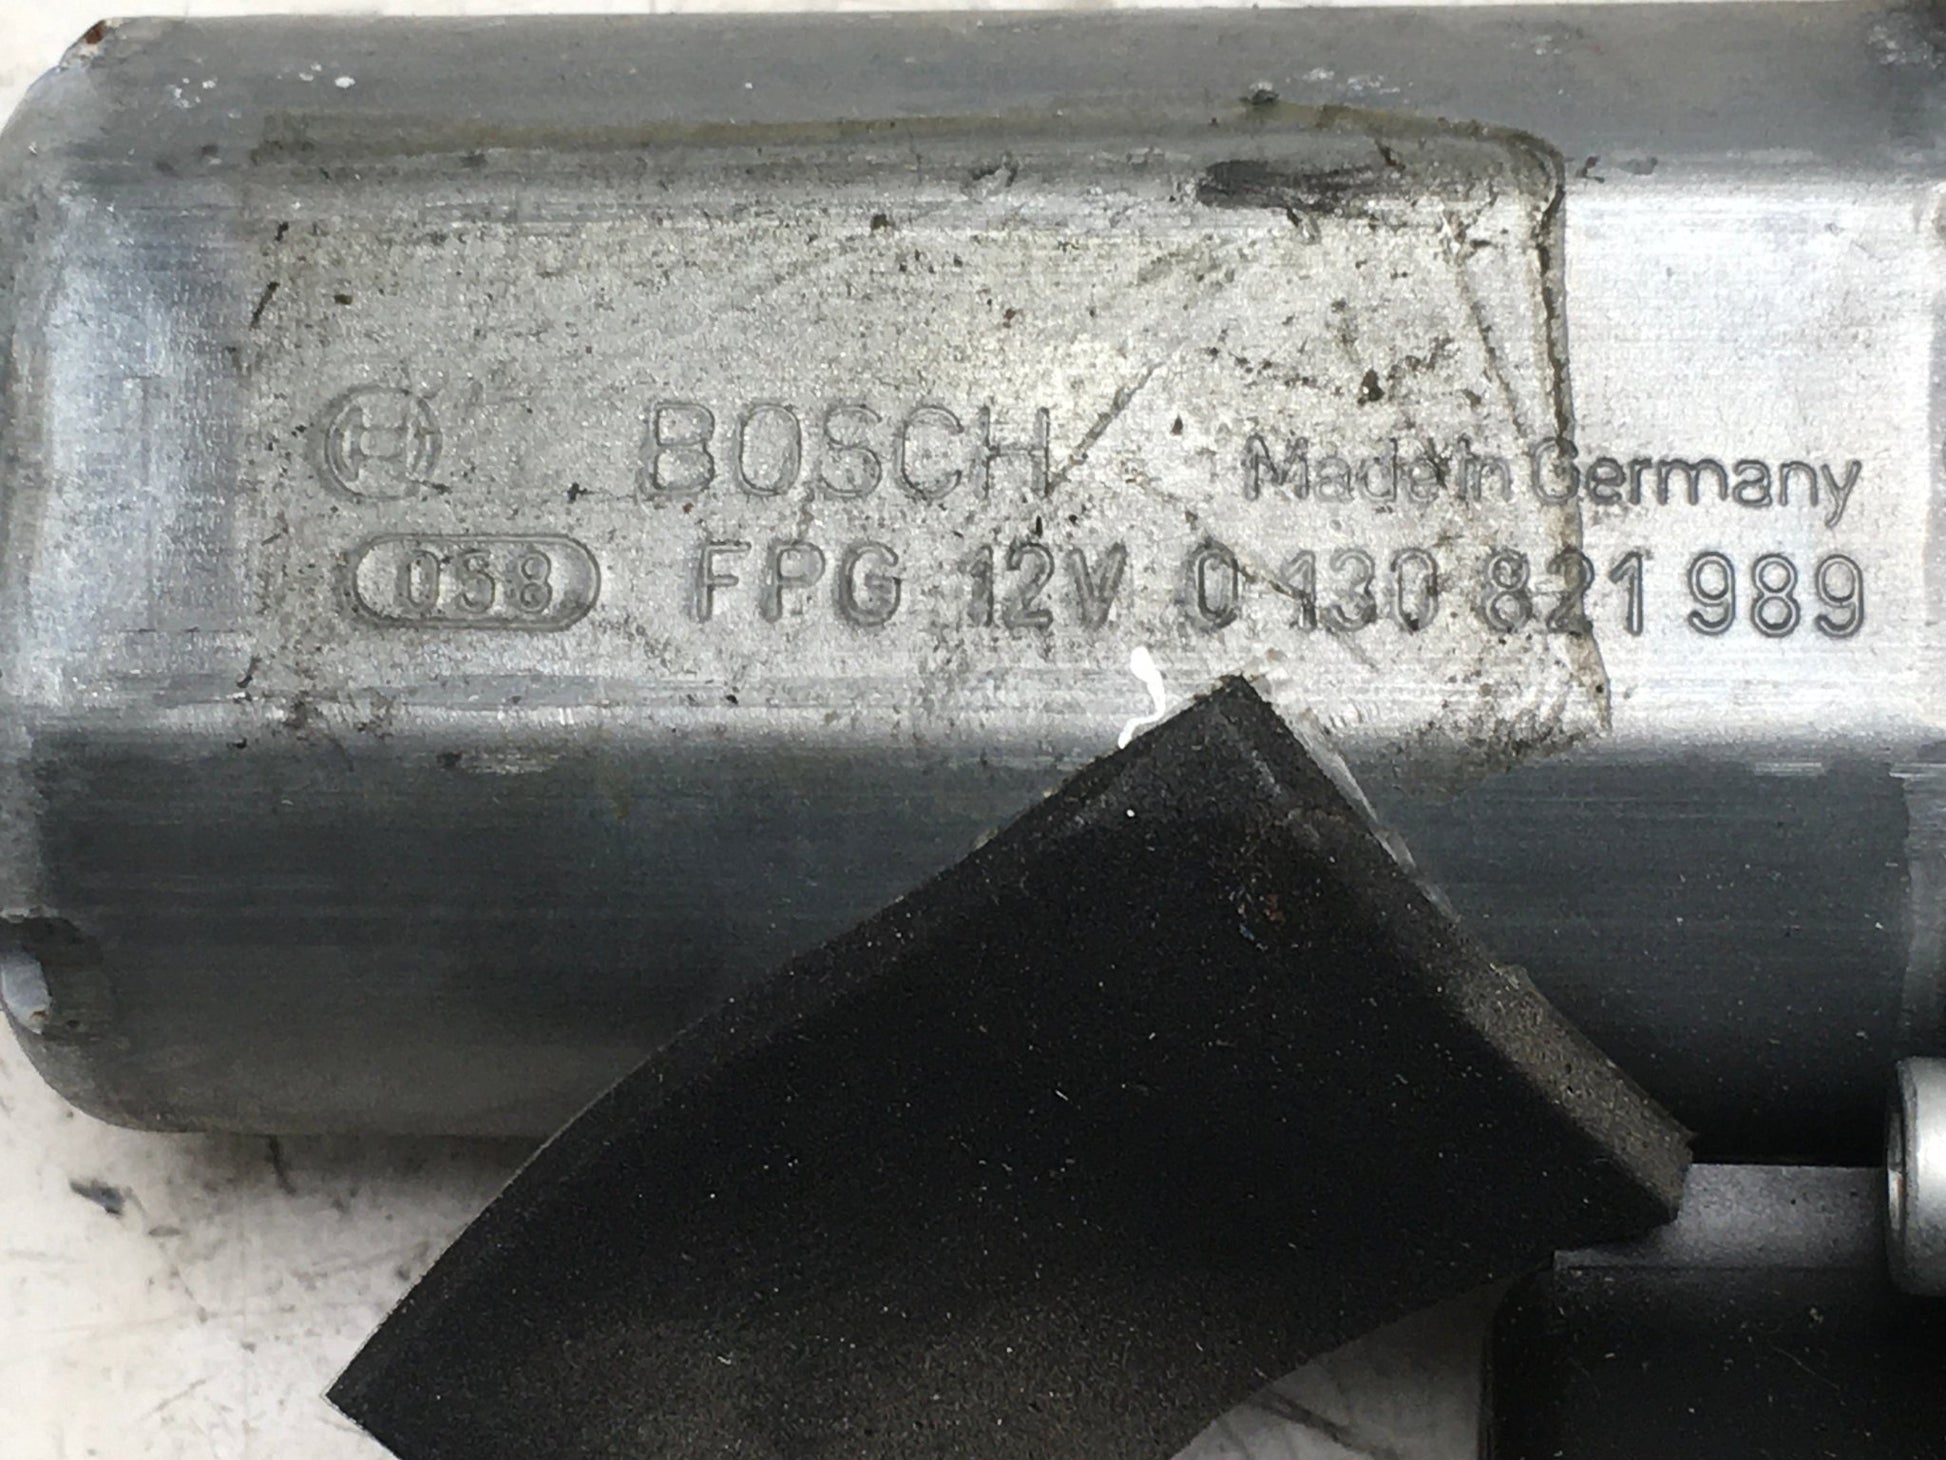 BOSCH Made in Germany
058 FPG 12V 0 130 821 989